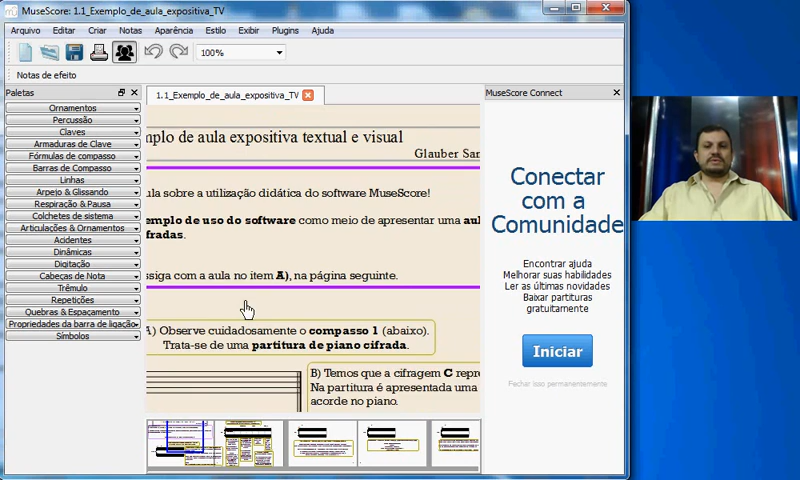 MuseScore: 1.1_Exemplo_de_aula_expositiva_TV
Arquivo Editar Criar Notas Aparência Estilo Exibir Plugins Ajuda
100%
Notas de efeito
Paletas
Ornamentos
Percussão
Claves
Armaduras de Clave
Fórmulas de compasso
Barras de Compasso
Linhas
Arpejo & Glissando
Respiração & Pausa
Colchetes de sistema
Articulações & Ornamentos
Acidentes
Dinâmicas
Digitação
Cabeças de Nota
Trêmulo
Repetições
Quebras & Espaçamento
Propriedades da barra de ligação
Símbolos
1.1_Exemplo_de_aula_expositiva_TV
mplo de aula expositiva textual e visual
Glauber San
ula sobre a utilização didática do software MuseScore!
emplo de uso do software como meio de apresentar uma aul
fradas.
ssiga com a aula no item A), na página seguinte.
A) Observe cuidadosamente o compasso 1 (abaixo).
Trata-se de uma partitura de piano cifrada.
B) Temos que a cifragem C repre
Na partitura é apresentada uma
acorde no piano.
MuseScore Connect
Conectar
com a
Comunidade
Encontrar ajuda
Melhorar suas habilidades
Ler as últimas novidades
Baixar partituras
gratuitamente
Iniciar
Fechar isso permanentemente